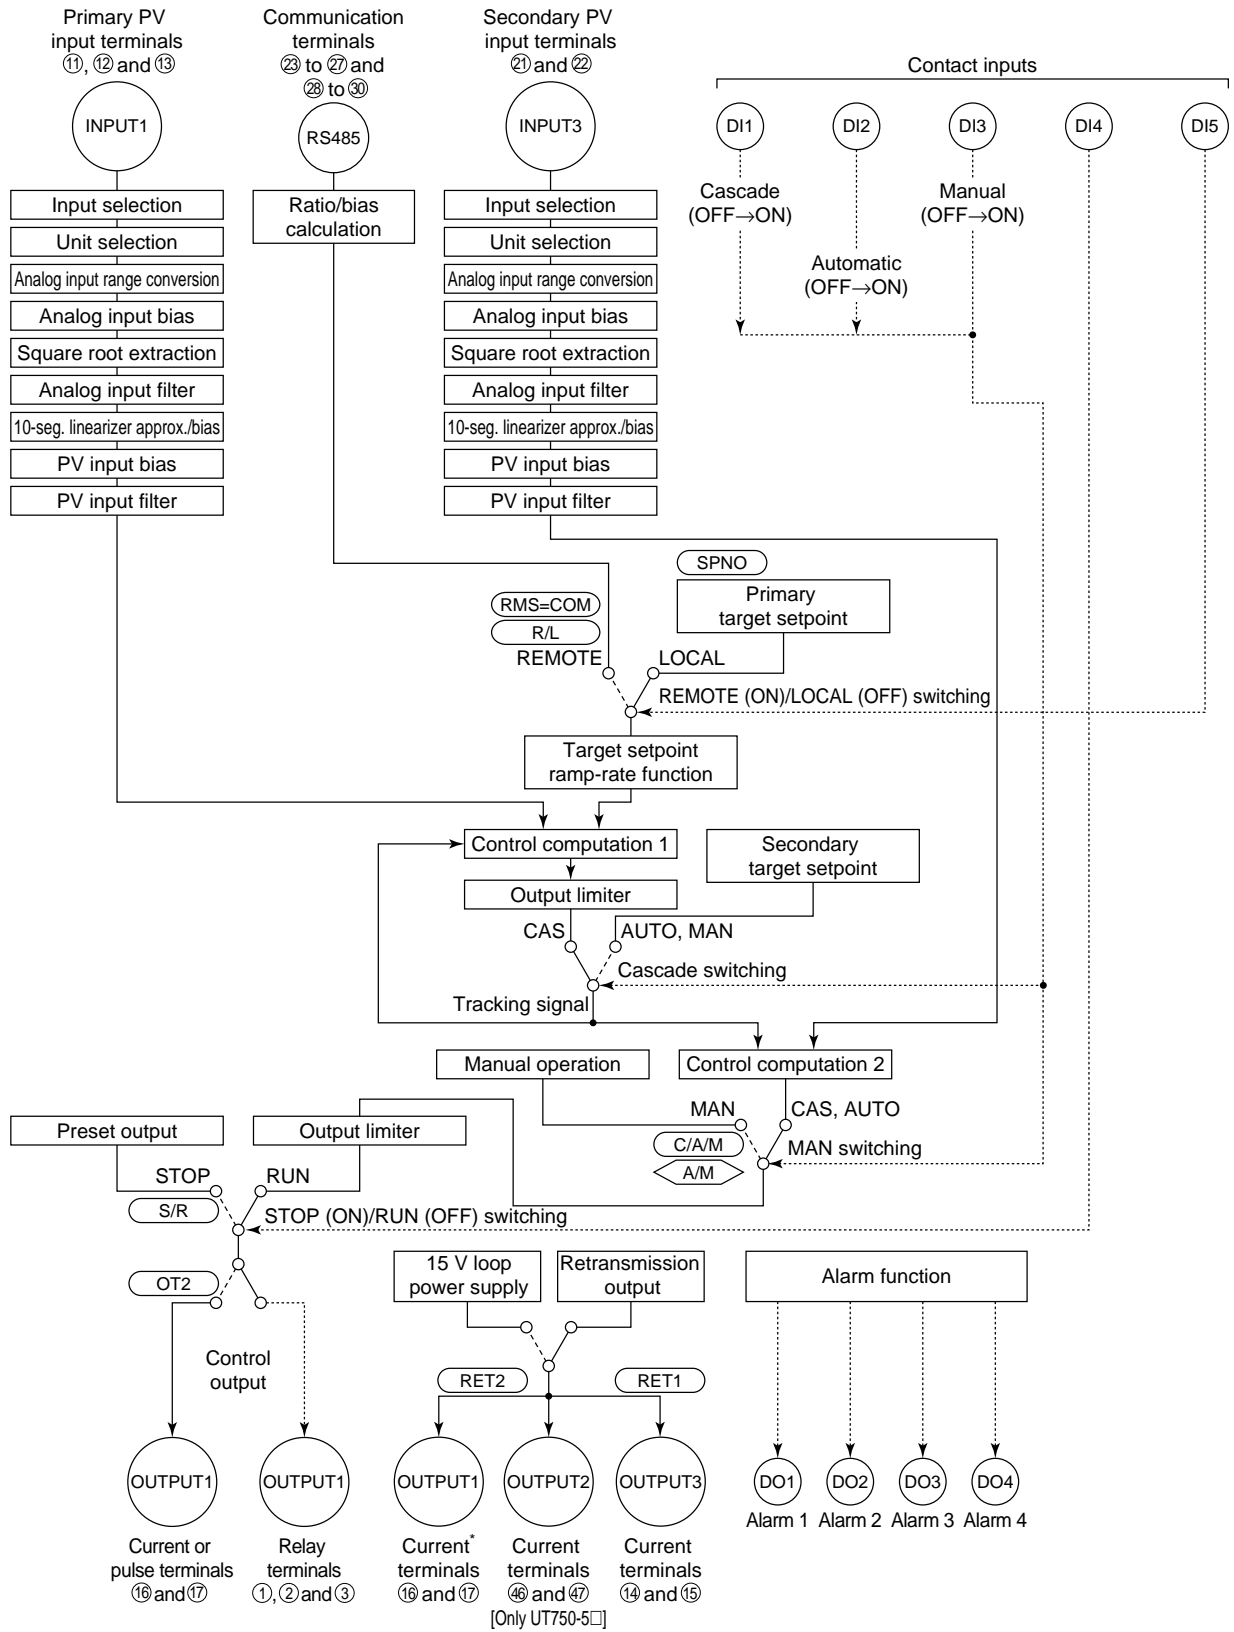 Primary PV
input terminals
⑪, ⑫ and ⑬
INPUT1
Communication
terminals
㉓ to ㉗ and
㉘ to ㉚
RS485
Secondary PV
input terminals
㉑ and ㉒
INPUT3
Contact inputs
DI1
DI2
DI3
DI4
DI5
Cascade
(OFF→ON)
Automatic
(OFF→ON)
Manual
(OFF→ON)
Input selection
Unit selection
Analog input range conversion
Analog input bias
Square root extraction
Analog input filter
10-seg. linearizer approx./bias
PV input bias
PV input filter
Ratio/bias
calculation
Input selection
Unit selection
Analog input range conversion
Analog input bias
Square root extraction
Analog input filter
10-seg. linearizer approx./bias
PV input bias
PV input filter
SPNO
Primary
target setpoint
RMS=COM
R/L
REMOTE
LOCAL
REMOTE (ON)/LOCAL (OFF) switching
Target setpoint
ramp-rate function
Control computation 1
Secondary
target setpoint
Output limiter
CAS
AUTO, MAN
Cascade switching
Tracking signal
Manual operation
Control computation 2
MAN
CAS, AUTO
C/A/M
A/M
MAN switching
Preset output
Output limiter
STOP
RUN
S/R
STOP (ON)/RUN (OFF) switching
OT2
Control
output
15 V loop
power supply
Retransmission
output
RET2
RET1
Alarm function
OUTPUT1
OUTPUT1
OUTPUT1
OUTPUT2
OUTPUT3
DO1
DO2
DO3
DO4
Alarm 1
Alarm 2
Alarm 3
Alarm 4
Current or
pulse terminals
⑯ and ⑰
Relay
terminals
①, ② and ③
Current*
terminals
⑯ and ⑰
Current
terminals
㊻ and ㊼
[Only UT750-5□]
Current
terminals
⑭ and ⑮